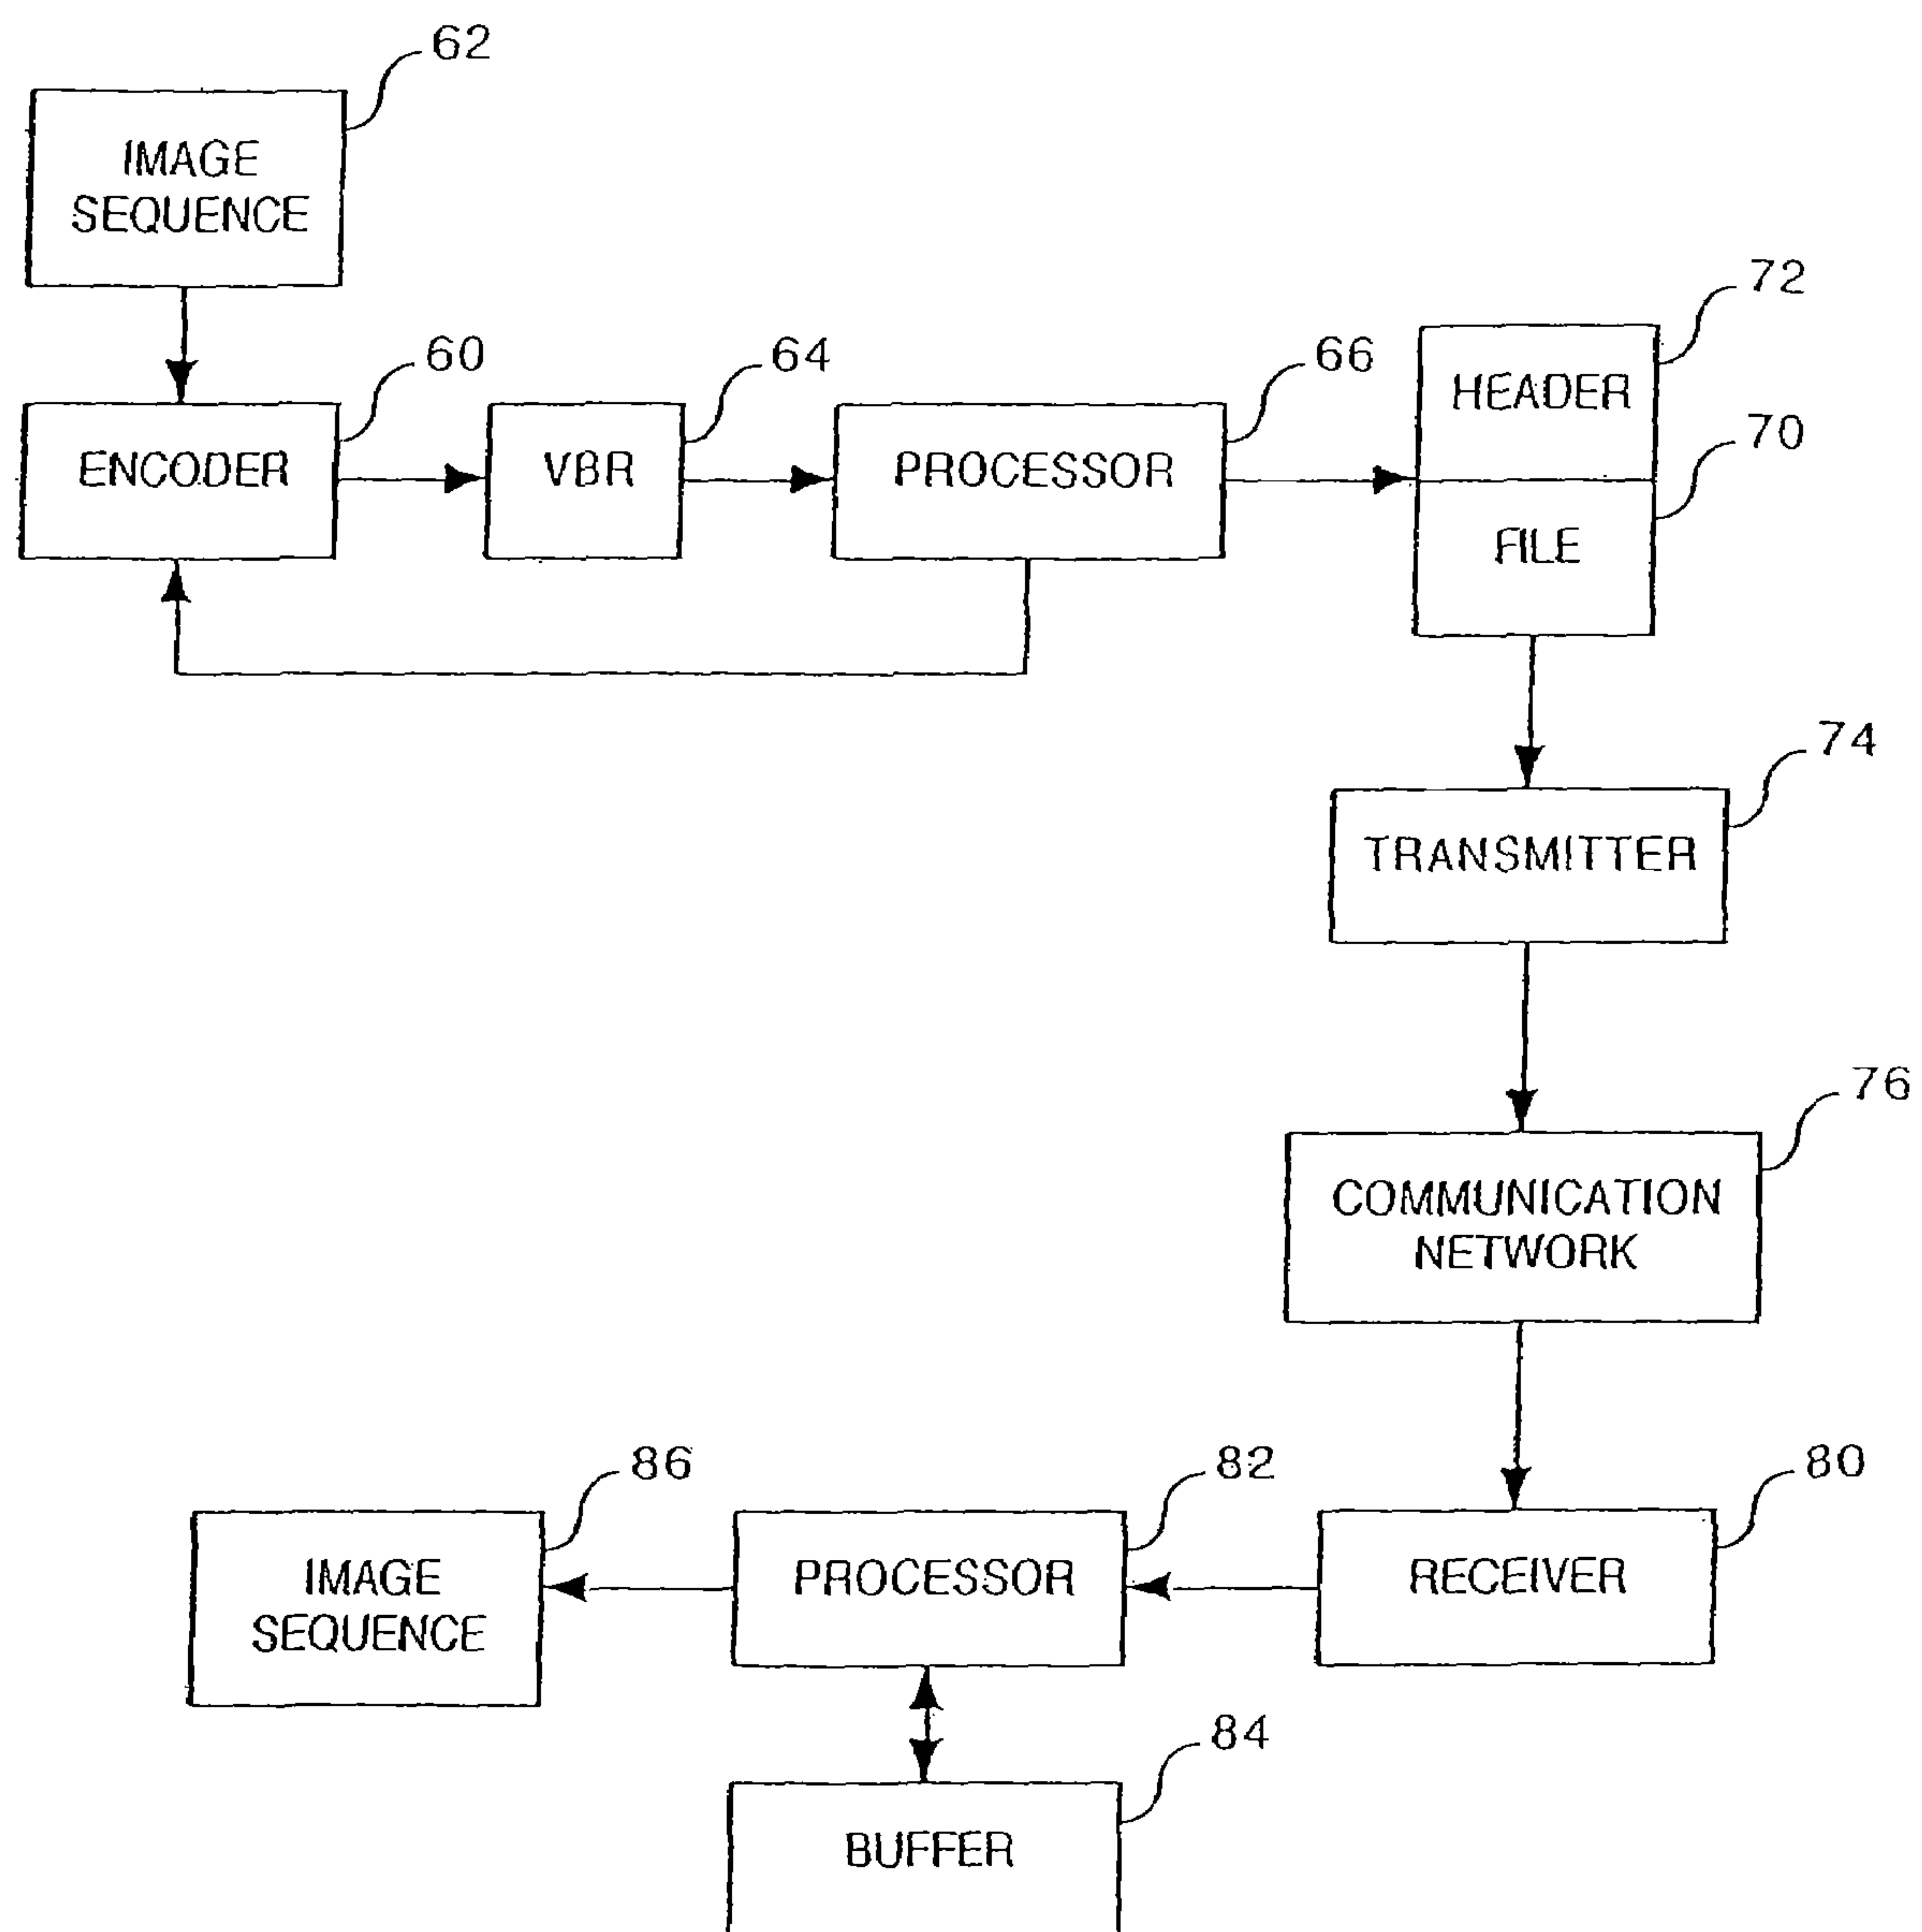 62
IMAGE
SEQUENCE
72
60
64
66
HEADER
70
ENCODER
VBR
PROCESSOR
FILE
74
TRANSMITTER
76
COMMUNICATION
NETWORK
86
82
80
IMAGE
SEQUENCE
PROCESSOR
RECEIVER
84
BUFFER